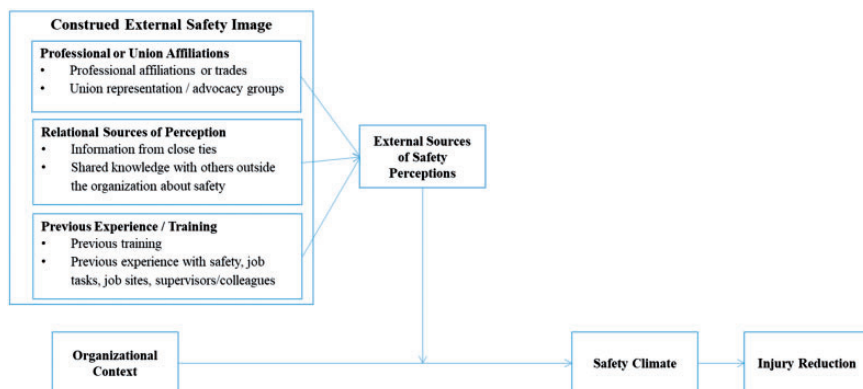 Construed External Safety Image
Professional or Union Affiliations
• Professional affiliations or trades
• Union representation / advocacy groups
Relational Sources of Perception
• Information from close ties
• Shared knowledge with others outside
the organization about safety
Previous Experience / Training
• Previous training
• Previous experience with safety, job
tasks, job sites, supervisors/colleagues
External Sources
of Safety
Perceptions
Organizational
Context
Safety Climate
Injury Reduction